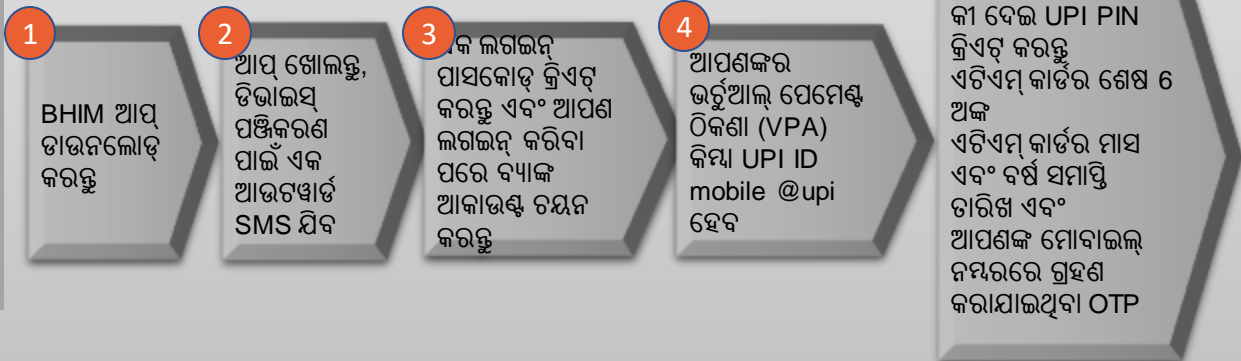 1
BHIM ଆପ୍
ଡାଉନଲୋଡ୍
କରନ୍ତୁ
2
ଆପ୍ ଖୋଲନ୍ତୁ,
ଡିଭାଇସ୍
ପଞ୍ଜିକରଣ
ପାଇଁ ଏକ
ଆଉଟୱାର୍ଡ
SMS ଯିବ
3
ଲଗଇନ୍
ପାସକୋଡ୍ କ୍ରିଏଟ୍
କରନ୍ତୁ ଏବଂ ଆପଣ
ଲଗଇନ୍ କରିବା
ପରେ ବ୍ୟାଙ୍କ
ଆକାଉଣ୍ଟ ଚୟନ
କରନ୍ତୁ
4
ଆପଣଙ୍କର
ଭର୍ଚୁଆଲ୍ ପେମେଣ୍ଟ
ଠିକଣା (VPA)
କିମ୍ବା UPI ID
mobile @upi
ହେବ
କୀ ଦେଇ UPI PIN
କ୍ରିଏଟ୍ କରନ୍ତୁ
ଏଟିଏମ୍ କାର୍ଡର ଶେଷ 6
ଅଙ୍କ
ଏଟିଏମ୍ କାର୍ଡର ମାସ
ଏବଂ ବର୍ଷ ସମାପ୍ତି
ତାରିଖ ଏବଂ
ଆପଣଙ୍କ ମୋବାଇଲ୍
ନମ୍ବରରେ ଗ୍ରହଣ
କରାଯାଇଥିବା OTP